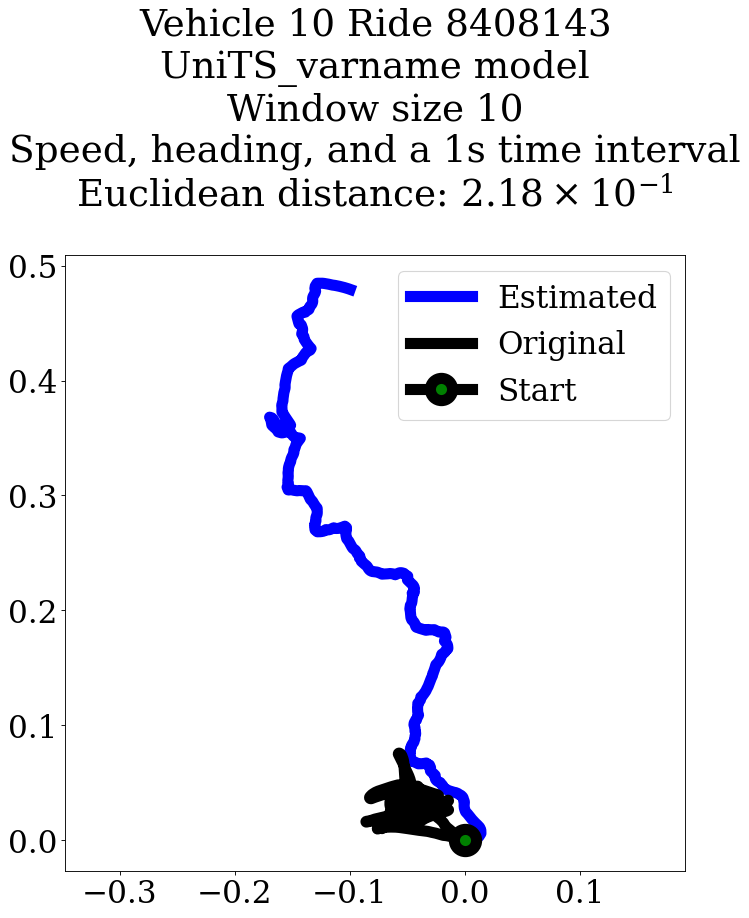 Vehicle 10 Ride 8408143
UniTS_varname model
Window size 10
Speed, heading, and a 1s time interval
Euclidean distance: 2.18 × 10⁻¹
Estimated
Original
Start
0.5
0.4
0.3
0.2
0.1
0.0
−0.3
−0.2
−0.1
0.0
0.1